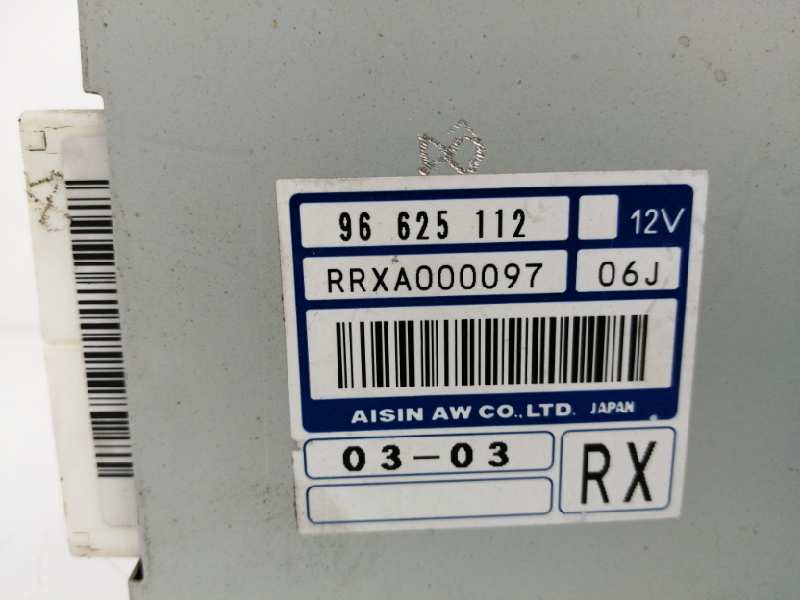 96 625 112
12V
RRXA000097
06J
AISIN AW CO., LTD. JAPAN
03-03
RX